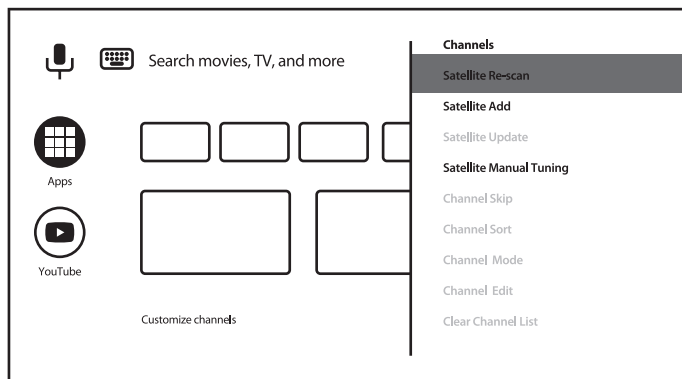 Search movies, TV, and more
Apps
YouTube
Customize channels
Channels
Satellite Re-scan
Satellite Add
Satellite Update
Satellite Manual Tuning
Channel Skip
Channel Sort
Channel Mode
Channel Edit
Clear Channel List